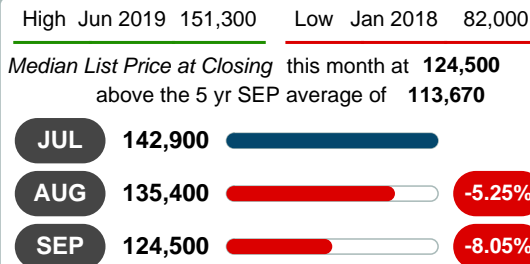 High Jun 2019 151,300 Low Jan 2018 82,000
Median List Price at Closing this month at 124,500
above the 5 yr SEP average of 113,670
JUL 142,900
AUG 135,400 -5.25%
SEP 124,500 -8.05%